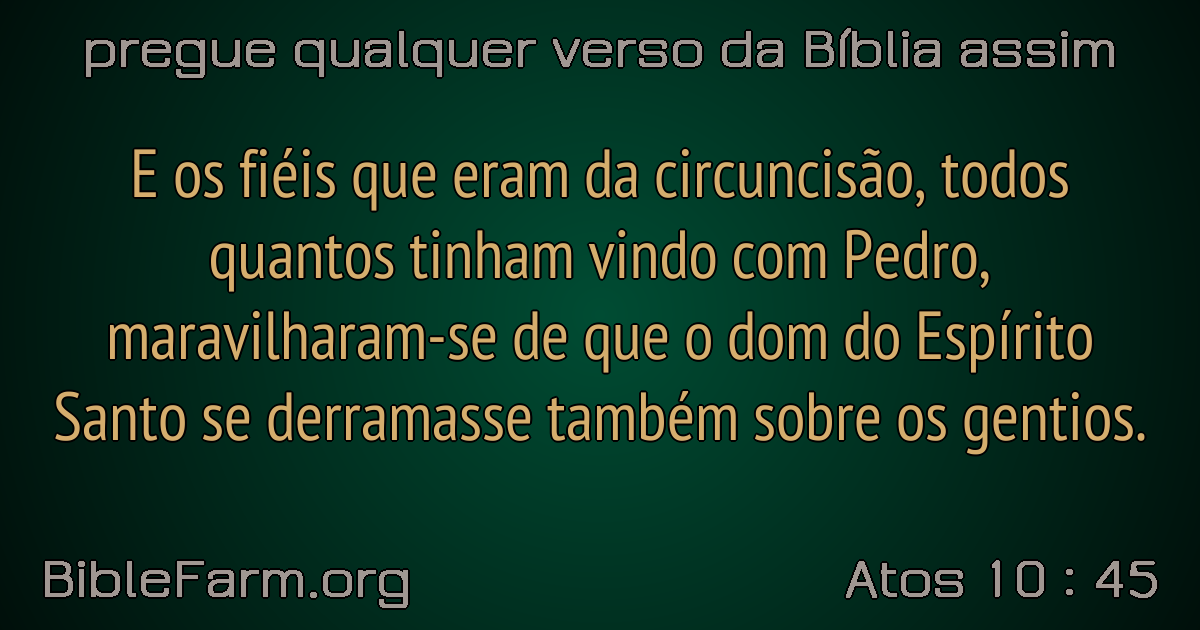 pregue qualquer verso da Bíblia assim
E os fiéis que eram da circuncisão, todos
quantos tinham vindo com Pedro,
maravilharam-se de que o dom do Espírito
Santo se derramasse também sobre os gentios.
BibleFarm.org
Atos 10 : 45